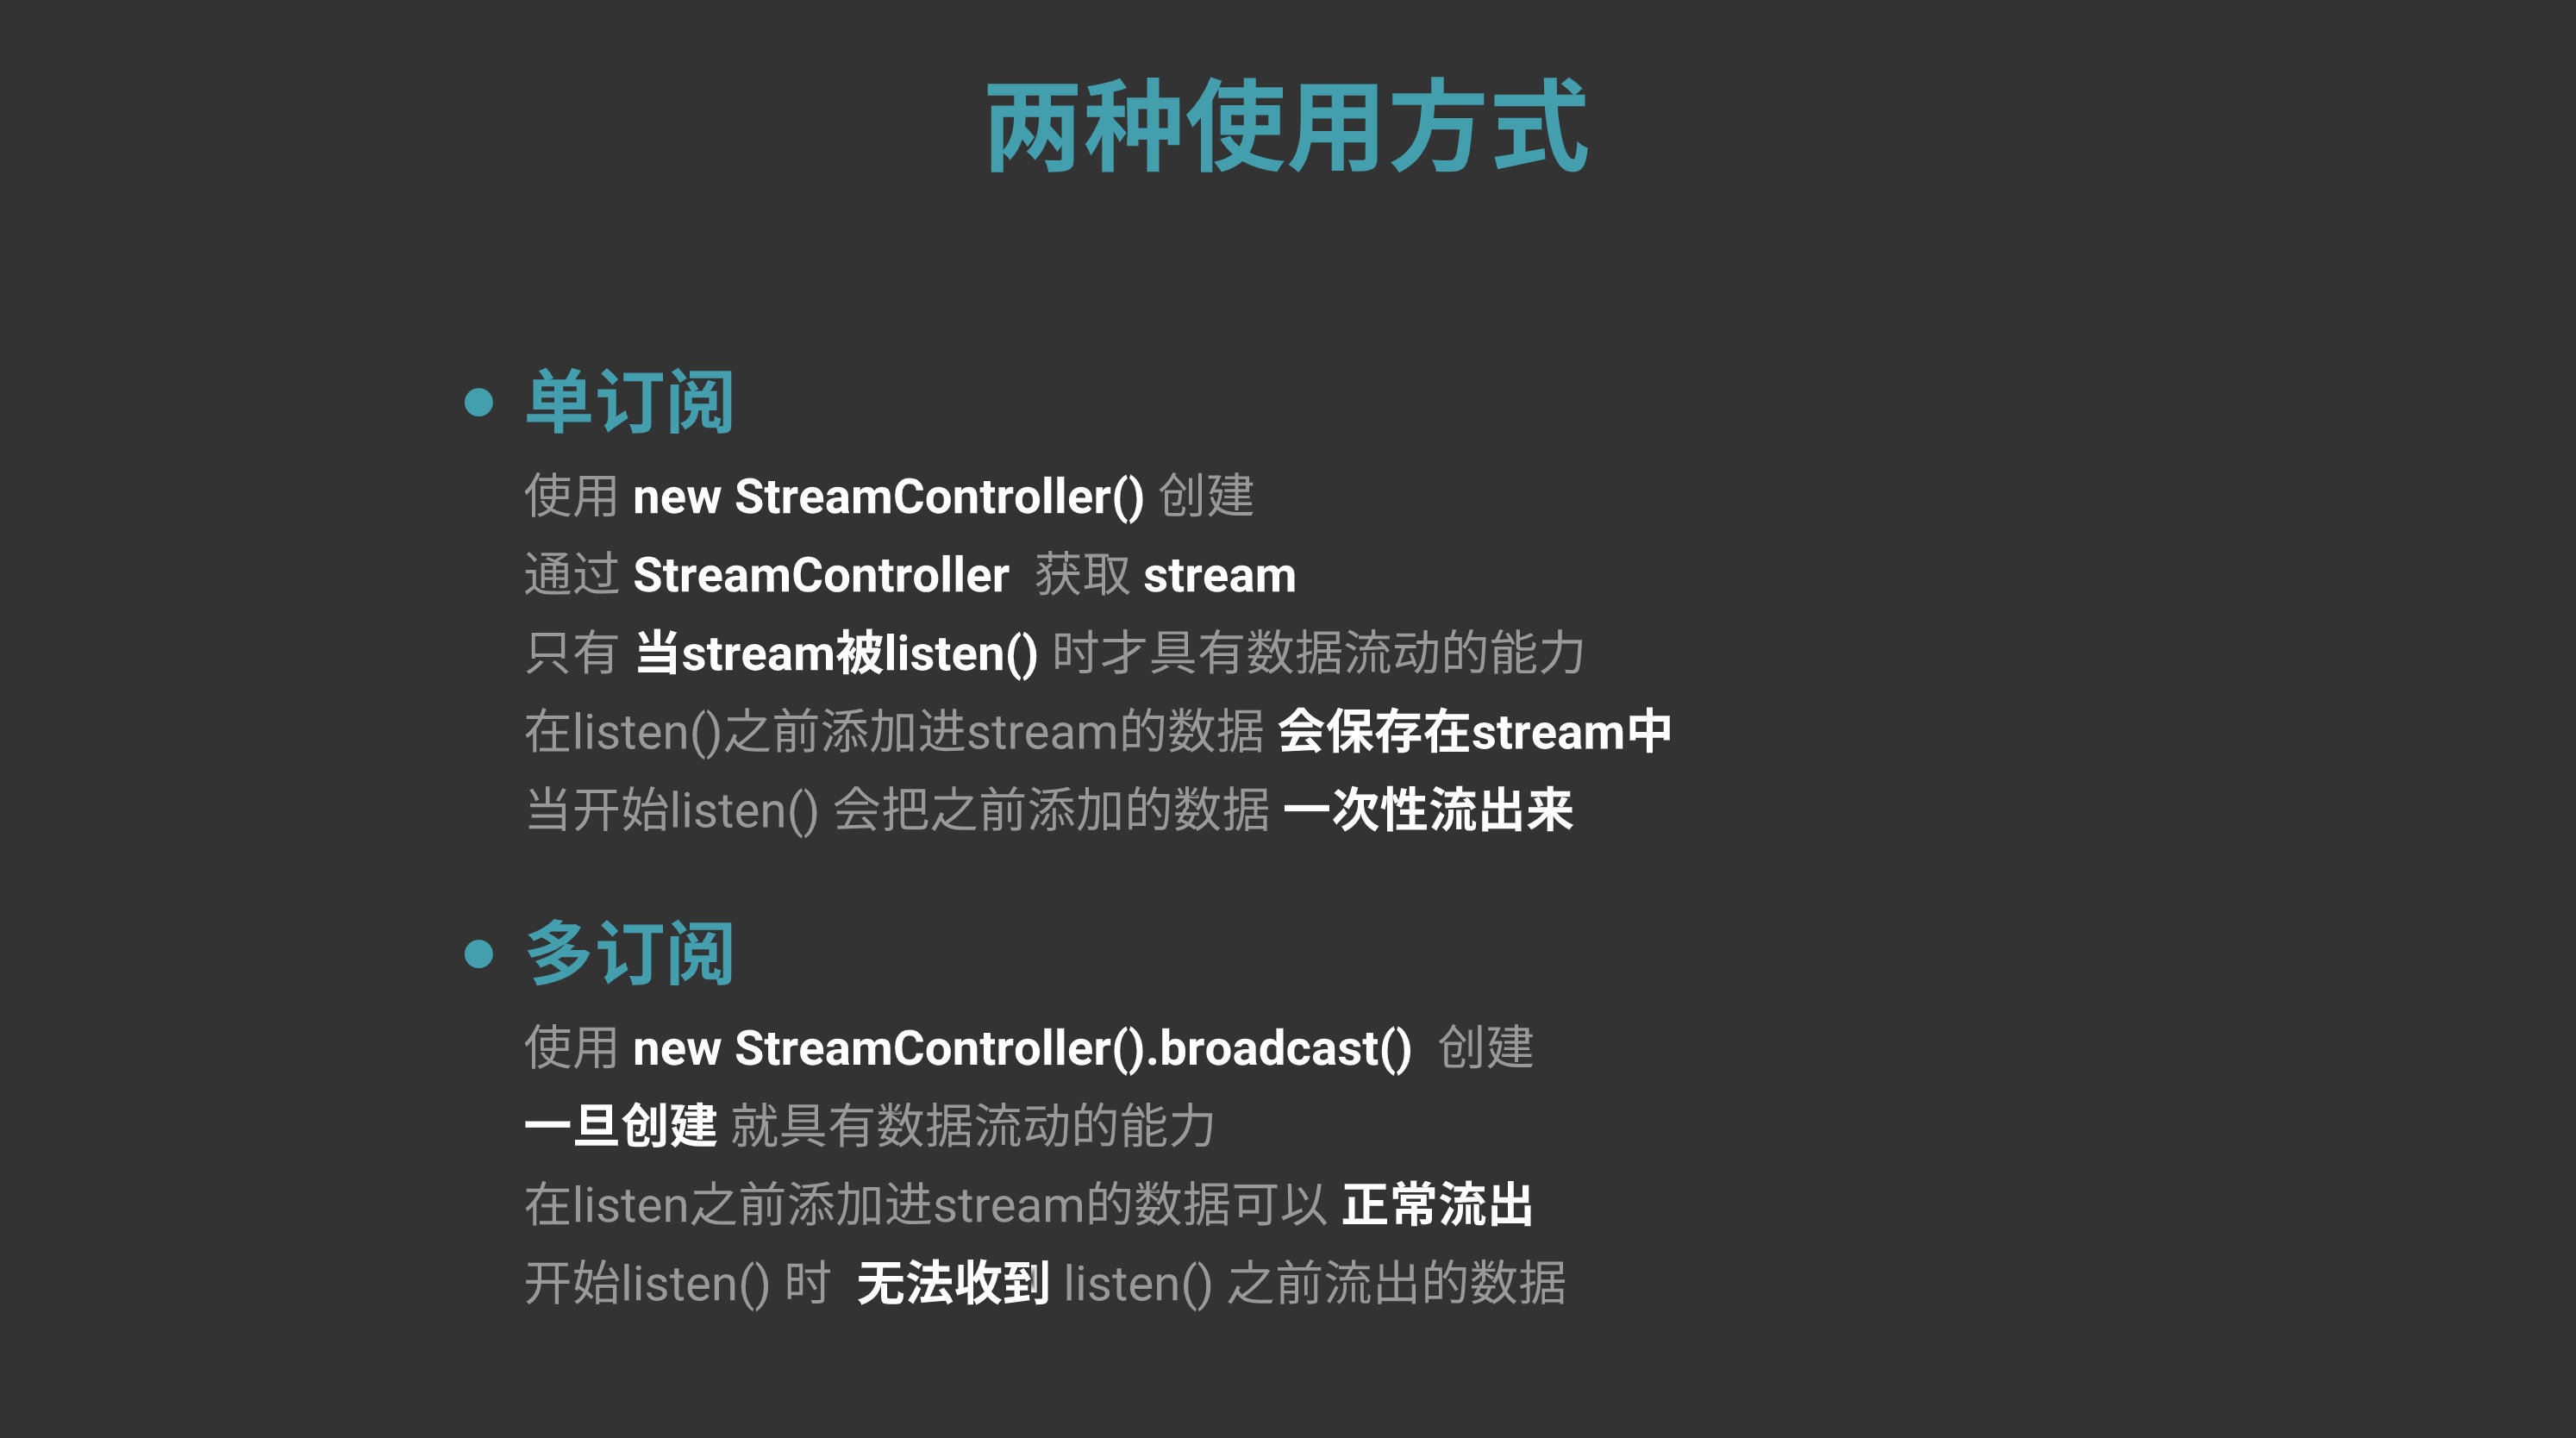 两种使用方式
单订阅
使用 new StreamController() 创建
通过 StreamController 获取 stream
只有 当stream被listen() 时才具有数据流动的能力
在listen()之前添加进stream的数据 会保存在stream中
当开始listen() 会把之前添加的数据 一次性流出来
多订阅
使用 new StreamController().broadcast() 创建
一旦创建 就具有数据流动的能力
在listen之前添加进stream的数据可以 正常流出
开始listen() 时 无法收到 listen() 之前流出的数据